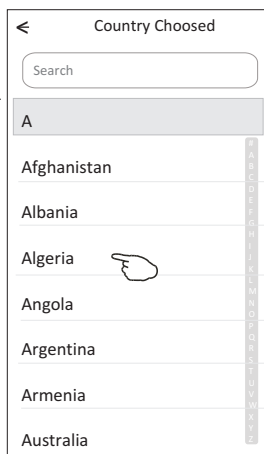 < Country Choosed
Search
A
Afghanistan
Albania
Algeria
Angola
Argentina
Armenia
Australia
#
A
B
C
D
E
F
G
H
I
J
K
L
M
N
O
P
Q
R
S
T
U
V
W
X
Y
Z